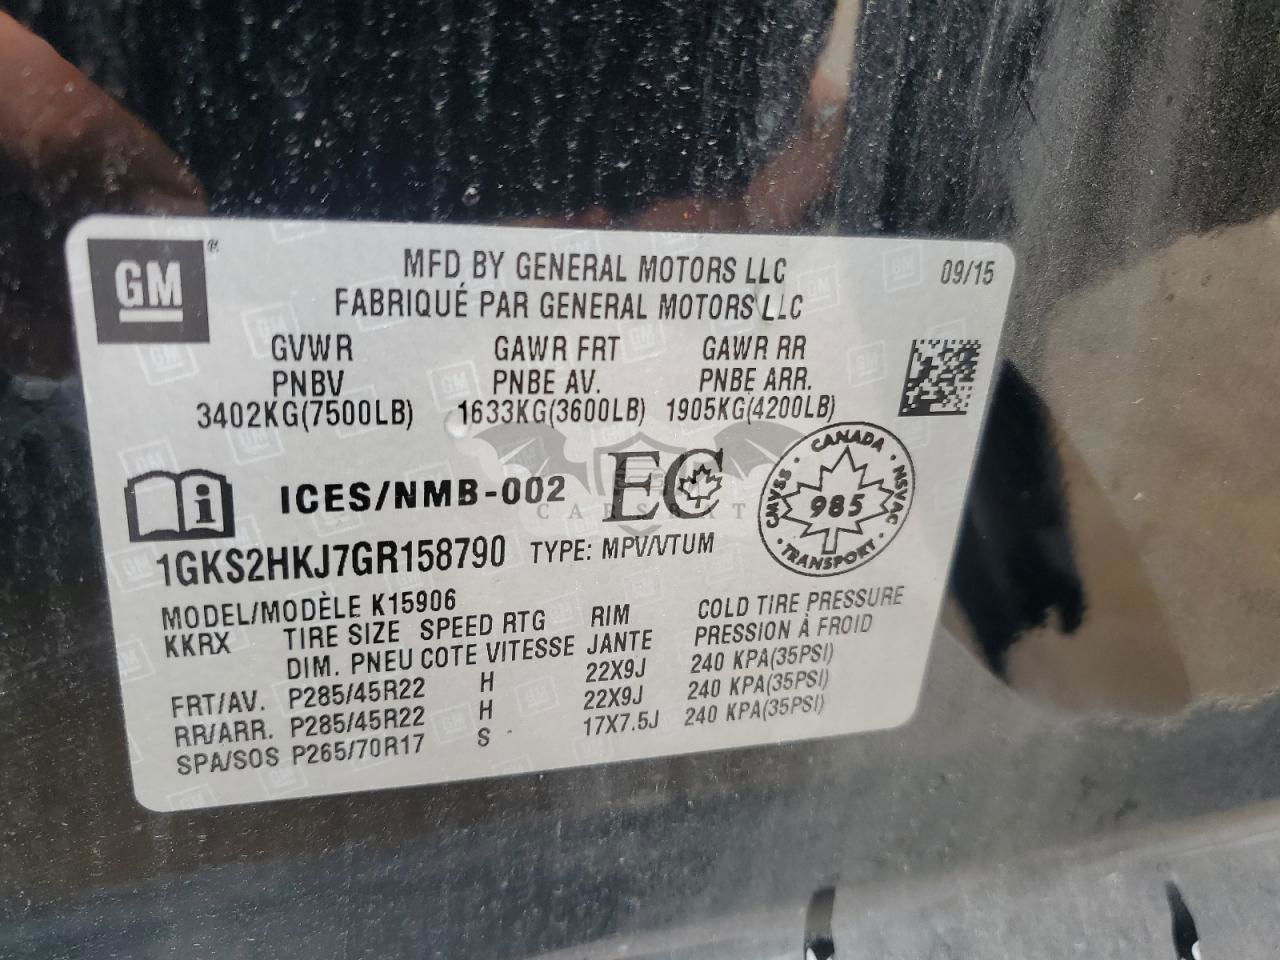 GM ®
MFD BY GENERAL MOTORS LLC 09/15
FABRIQUÉ PAR GENERAL MOTORS LLC
GVWR GAWR FRT GAWR RR
PNBV PNBE AV. PNBE ARR.
3402KG(7500LB) 1633KG(3600LB) 1905KG(4200LB)
i ICES/NMB-002 EC
CANADA
CMVSS 985 NSVAC
TRANSPORT
CARSBIT
1GKS2HKJ7GR158790 TYPE: MPV/VTUM
MODEL/MODÈLE K15906
KKRX TIRE SIZE SPEED RTG RIM COLD TIRE PRESSURE
DIM. PNEU COTE VITESSE JANTE PRESSION À FROID
FRT/AV. P285/45R22 H 22X9J 240 KPA(35PSI)
RR/ARR. P285/45R22 H 22X9J 240 KPA(35PSI)
SPA/SOS P265/70R17 S 17X7.5J 240 KPA(35PSI)